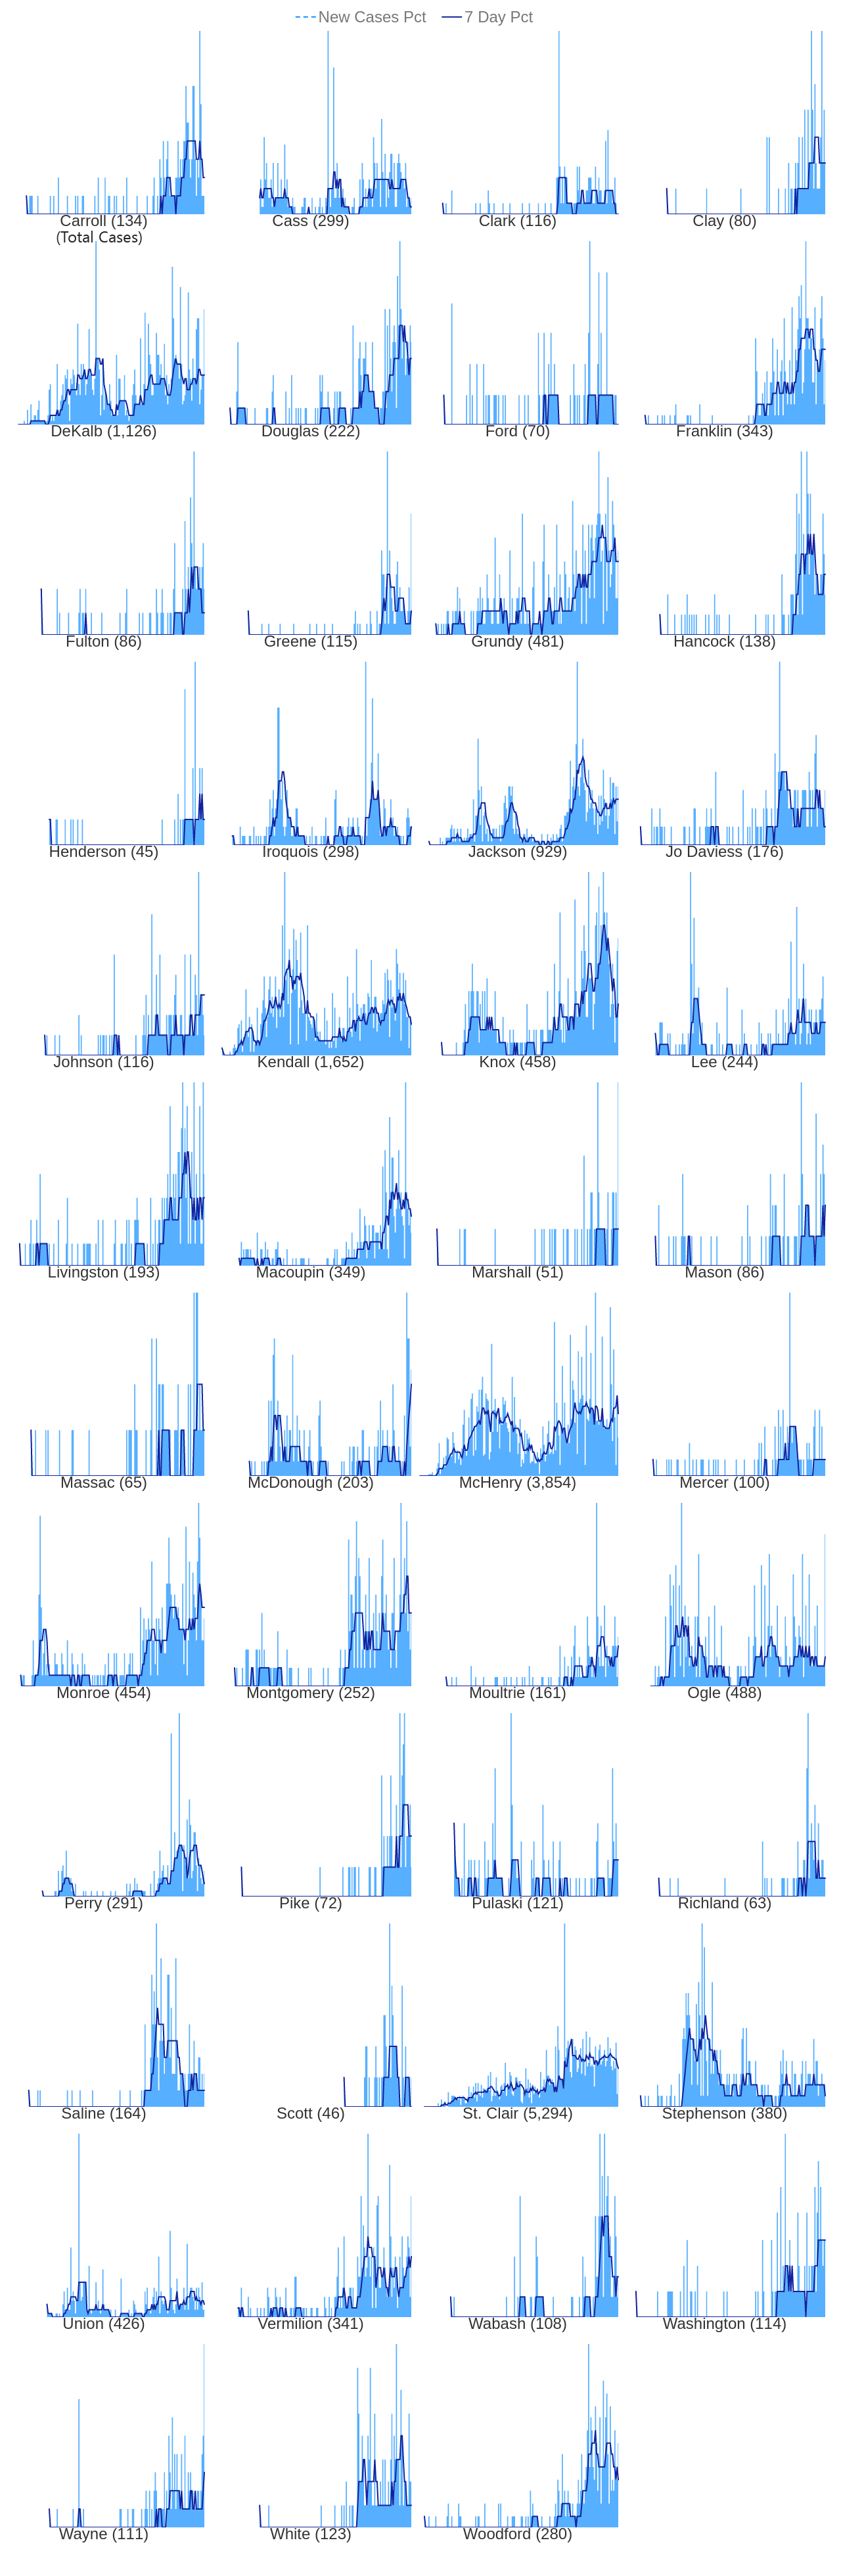 New Cases Pct 7 Day Pct
Carroll (134) Cass (299) Clark (116) Clay (80)
(Total Cases)
DeKalb (1,126) Douglas (222) Ford (70) Franklin (343)
Fulton (86) Greene (115) Grundy (481) Hancock (138)
Henderson (45) Iroquois (298) Jackson (929) Jo Daviess (176)
Johnson (116) Kendall (1,652) Knox (458) Lee (244)
Livingston (193) Macoupin (349) Marshall (51) Mason (86)
Massac (65) McDonough (203) McHenry (3,854) Mercer (100)
Monroe (454) Montgomery (252) Moultrie (161) Ogle (488)
Perry (291) Pike (72) Pulaski (121) Richland (63)
Saline (164) Scott (46) St. Clair (5,294) Stephenson (380)
Union (426) Vermilion (341) Wabash (108) Washington (114)
Wayne (111) White (123) Woodford (280)